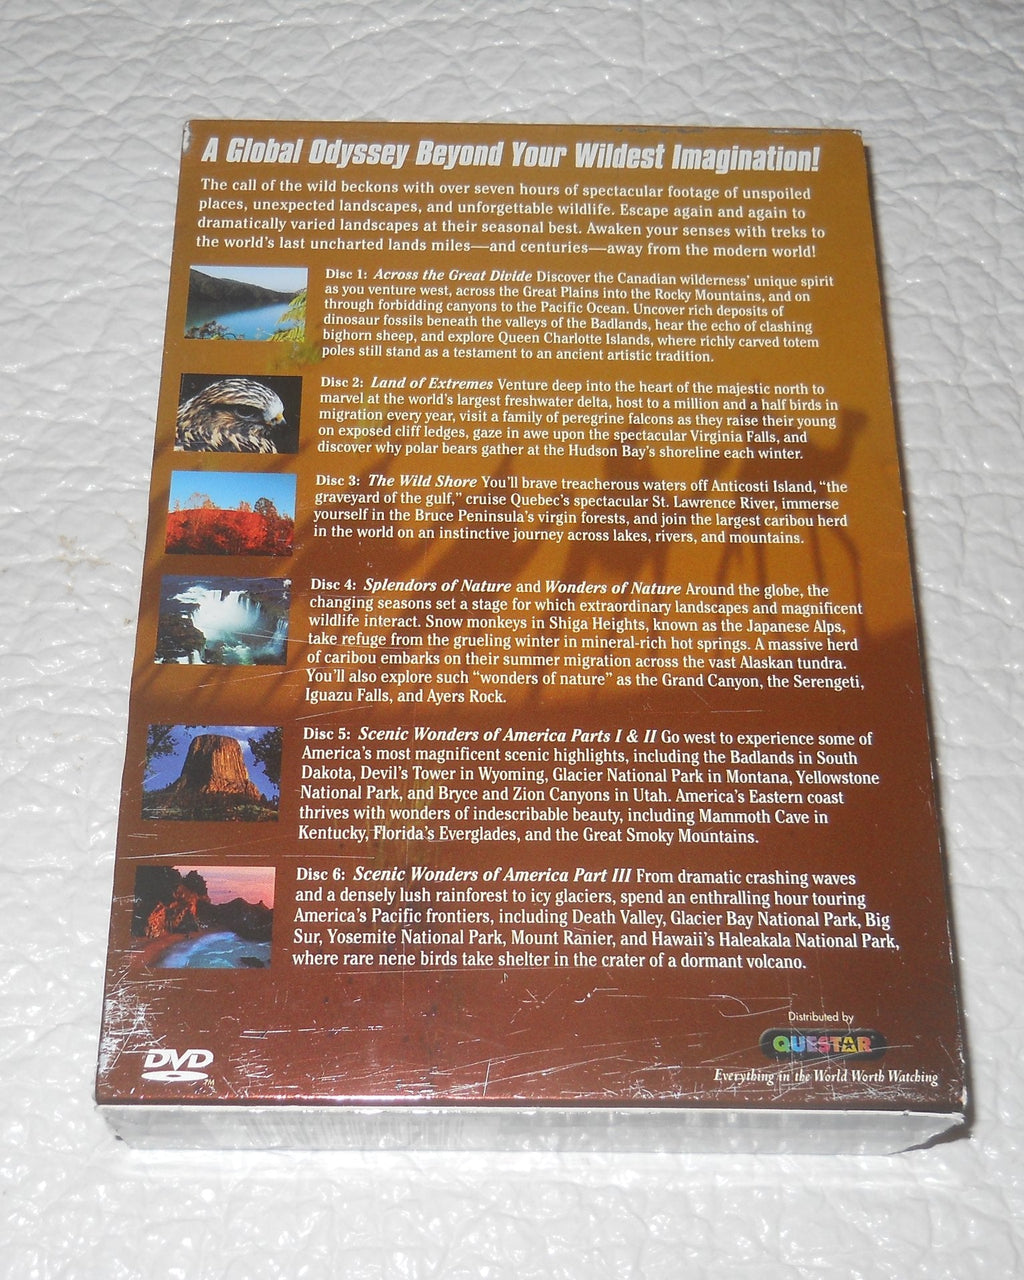 A Global Odyssey Beyond Your Wildest Imagination!
The call of the wild beckons with over seven hours of spectacular footage of unspoiled
places, unexpected landscapes, and unforgettable wildlife. Escape again and again to
dramatically varied landscapes at their seasonal best. Awaken your senses with treks to
the world's last uncharted lands miles—and centuries—away from the modern world!
Disc 1: Across the Great Divide Discover the Canadian wilderness' unique spirit
as you venture west, across the Great Plains into the Rocky Mountains, and on
through forbidding canyons to the Pacific Ocean. Uncover rich deposits of
dinosaur fossils beneath the valleys of the Badlands, hear the echo of clashing
bighorn sheep, and explore Queen Charlotte Islands, where richly carved totem
poles still stand as a testament to an ancient artistic tradition.
Disc 2: Land of Extremes Venture deep into the heart of the majestic north to
marvel at the world's largest freshwater delta, host to a million and a half birds in
migration every year, visit a family of peregrine falcons as they raise their young
on exposed cliff ledges, gaze in awe upon the spectacular Virginia Falls, and
discover why polar bears gather at the Hudson Bay's shoreline each winter.
Disc 3: The Wild Shore You'll brave treacherous waters off Anticosti Island, "the
graveyard of the gulf," cruise Quebec's spectacular St. Lawrence River, immerse
yourself in the Bruce Peninsula's virgin forests, and join the largest caribou herd
in the world on an instinctive journey across lakes, rivers, and mountains.
Disc 4: Splendors of Nature and Wonders of Nature Around the globe, the
changing seasons set a stage for which extraordinary landscapes and magnificent
wildlife interact. Snow monkeys in Shiga Heights, known as the Japanese Alps,
take refuge from the grueling winter in mineral-rich hot springs. A massive herd
of caribou embarks on their summer migration across the vast Alaskan tundra.
You'll also explore such "wonders of nature" as the Grand Canyon, the Serengeti,
Iguazu Falls, and Ayers Rock.
Disc 5: Scenic Wonders of America Parts I & II Go west to experience some of
America's most magnificent scenic highlights, including the Badlands in South
Dakota, Devil's Tower in Wyoming, Glacier National Park in Montana, Yellowstone
National Park, and Bryce and Zion Canyons in Utah. America's Eastern coast
thrives with wonders of indescribable beauty, including Mammoth Cave in
Kentucky, Florida's Everglades, and the Great Smoky Mountains.
Disc 6: Scenic Wonders of America Part III From dramatic crashing waves
and a densely lush rainforest to icy glaciers, spend an enthralling hour touring
America's Pacific frontiers, including Death Valley, Glacier Bay National Park, Big
Sur, Yosemite National Park, Mount Ranier, and Hawaii's Haleakala National Park,
where rare nene birds take shelter in the crater of a dormant volcano.
Distributed by
QUESTAR
Everything in the World Worth Watching
DVD
TM